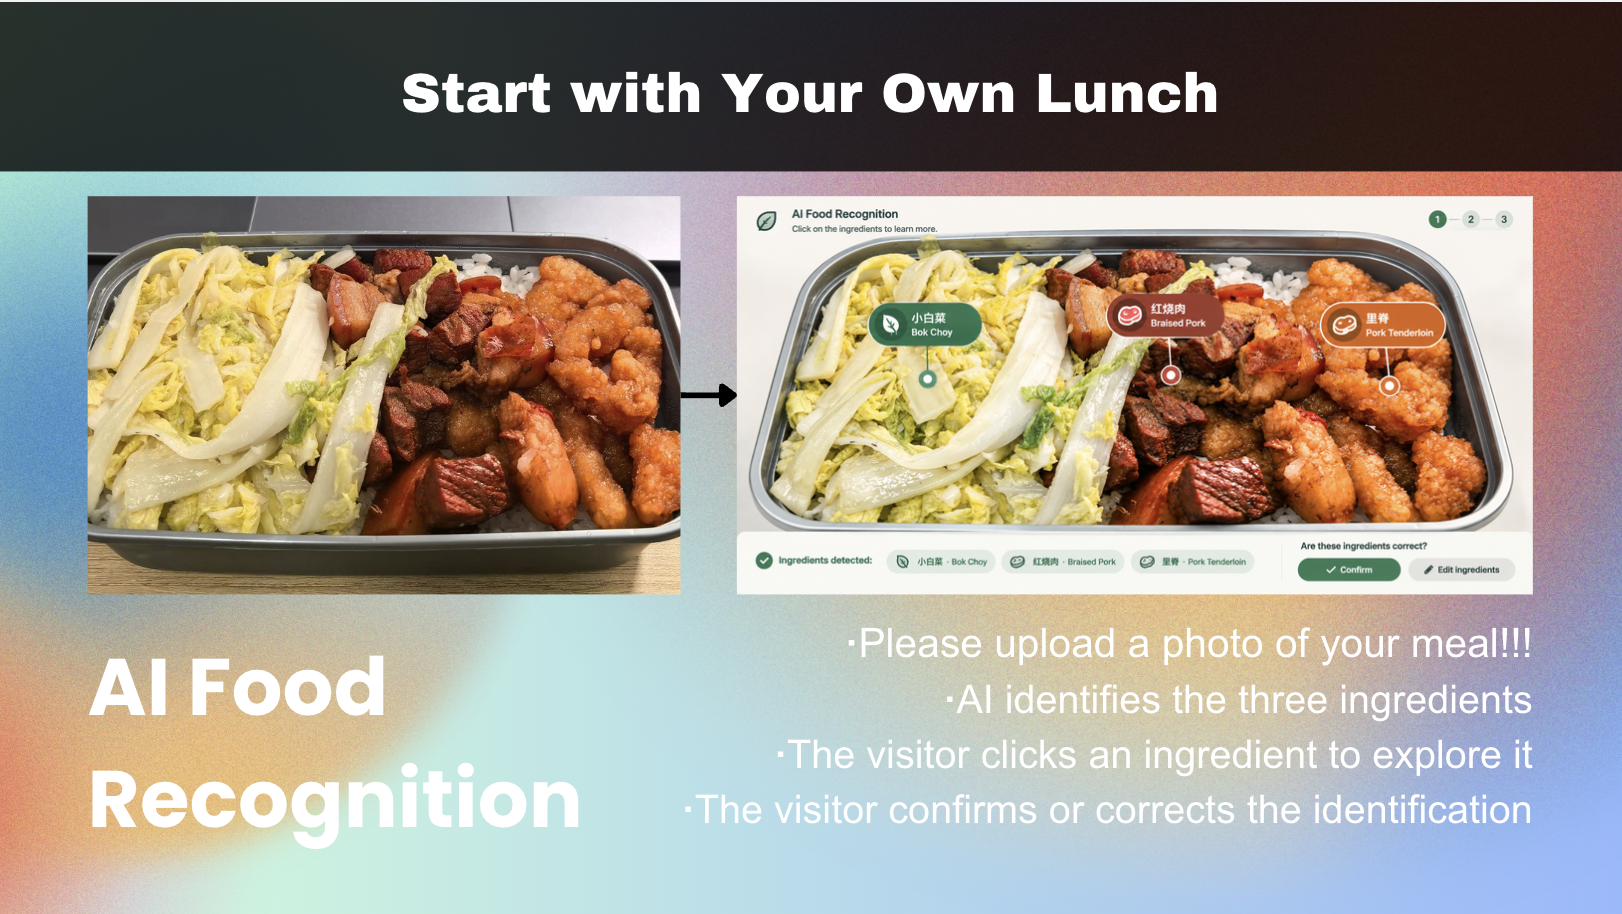 Start with Your Own Lunch
AI Food Recognition
Click on the ingredients to learn more.
1
2
3
小白菜
Bok Choy
红烧肉
Braised Pork
里脊
Pork Tenderloin
Ingredients detected:
小白菜 · Bok Choy
红烧肉 · Braised Pork
里脊 · Pork Tenderloin
Are these ingredients correct?
Confirm
Edit ingredients
AI Food
Recognition
·Please upload a photo of your meal!!!
·AI identifies the three ingredients
·The visitor clicks an ingredient to explore it
·The visitor confirms or corrects the identification